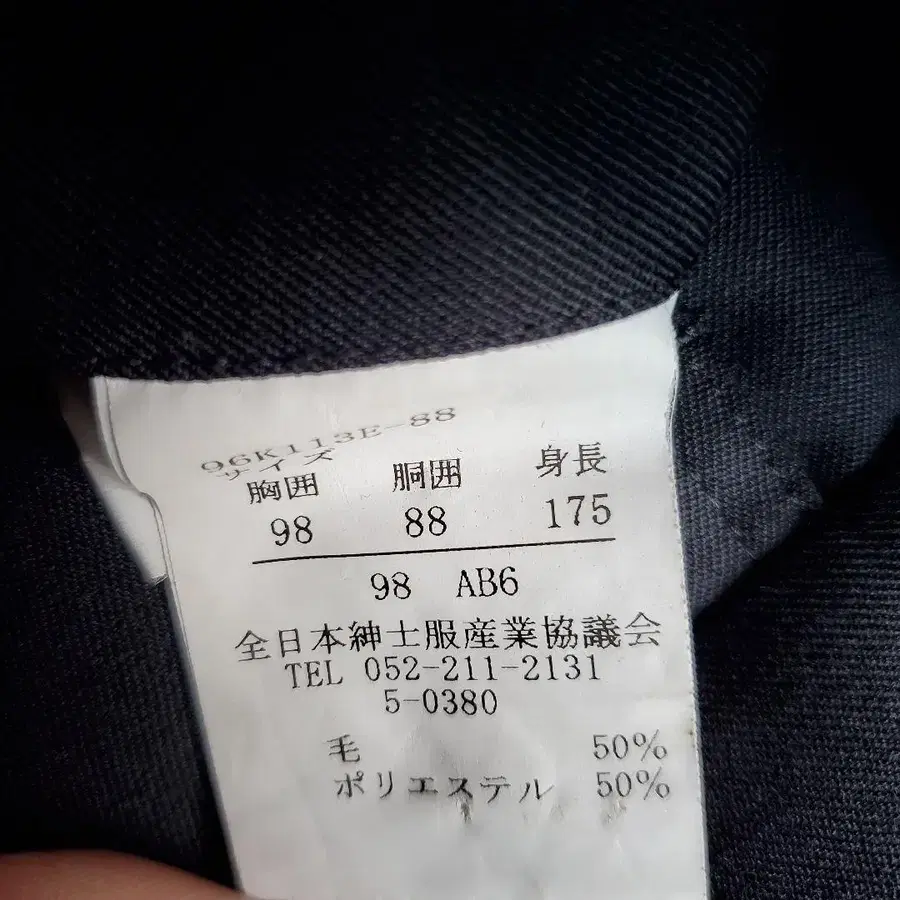 96K113E-88
サイズ
胸囲 胴囲 身長
98 88 175
98 AB6
全日本紳士服産業協議会
TEL 052-211-2131
5-0380
毛 50%
ポリエステル 50%